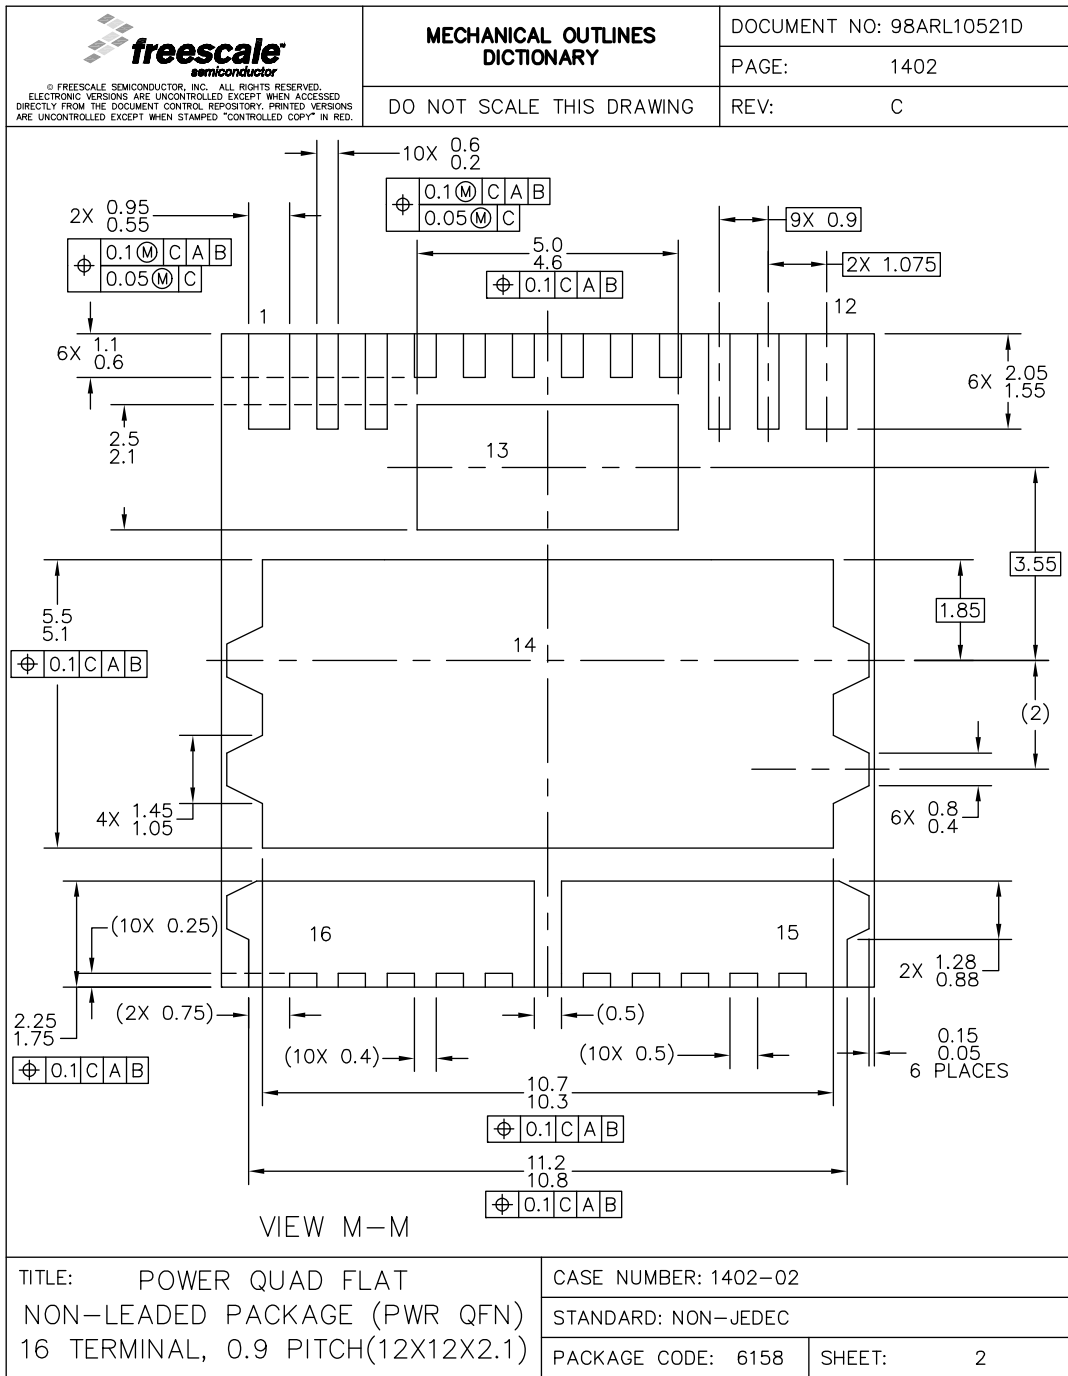 freescale™
semiconductor
© FREESCALE SEMICONDUCTOR, INC. ALL RIGHTS RESERVED.
ELECTRONIC VERSIONS ARE UNCONTROLLED EXCEPT WHEN ACCESSED
DIRECTLY FROM THE DOCUMENT CONTROL REPOSITORY. PRINTED VERSIONS
ARE UNCONTROLLED EXCEPT WHEN STAMPED "CONTROLLED COPY" IN RED.
MECHANICAL OUTLINES
DICTIONARY
DO NOT SCALE THIS DRAWING
DOCUMENT NO: 98ARL10521D
PAGE: 1402
REV: C
10X 0.6
0.2
⌖ 0.1Ⓜ C A B
0.05Ⓜ C
2X 0.95
0.55
⌖ 0.1Ⓜ C A B
0.05Ⓜ C
5.0
4.6
⌖ 0.1 C A B
9X 0.9
2X 1.075
1
12
6X 1.1
0.6
6X 2.05
1.55
2.5
2.1
13
3.55
1.85
5.5
5.1
⌖ 0.1 C A B
14
(2)
4X 1.45
1.05
6X 0.8
0.4
(10X 0.25)
16
15
2X 1.28
0.88
2.25
1.75
⌖ 0.1 C A B
(2X 0.75)
(0.5)
(10X 0.4)
(10X 0.5)
0.15
0.05
6 PLACES
10.7
10.3
⌖ 0.1 C A B
11.2
10.8
⌖ 0.1 C A B
VIEW M-M
TITLE: POWER QUAD FLAT
NON-LEADED PACKAGE (PWR QFN)
16 TERMINAL, 0.9 PITCH(12X12X2.1)
CASE NUMBER: 1402-02
STANDARD: NON-JEDEC
PACKAGE CODE: 6158
SHEET: 2